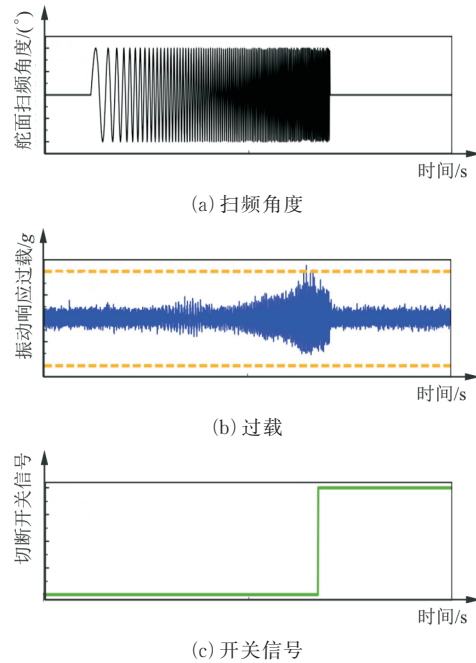 舵面扫频角度/(°)
时间/s
(a) 扫频角度
振动响应过载/g
时间/s
(b) 过载
切断开关信号
时间/s
(c) 开关信号